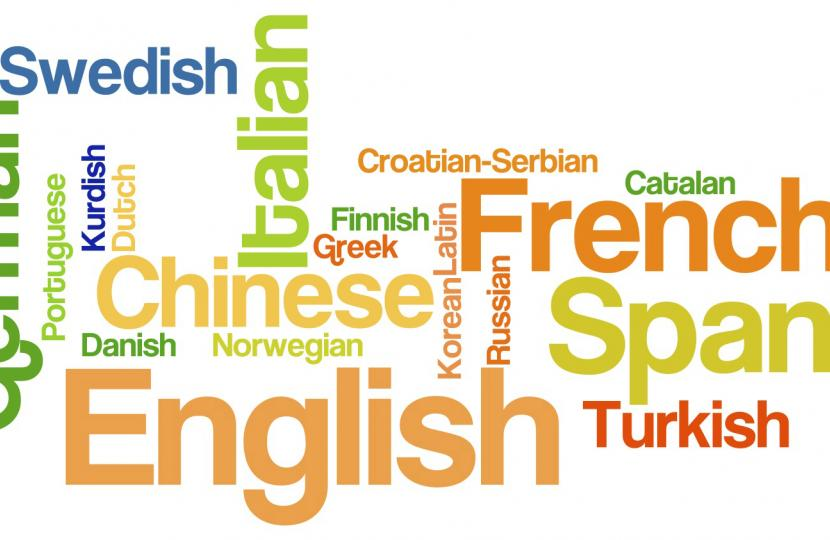 Swedish
Italian
German
Croatian-Serbian
Kurdish
Dutch
Portuguese
Catalan
French
Finnish
Latin
Greek
Chinese
Korean
Russian
Span
Danish
Norwegian
English
Turkish